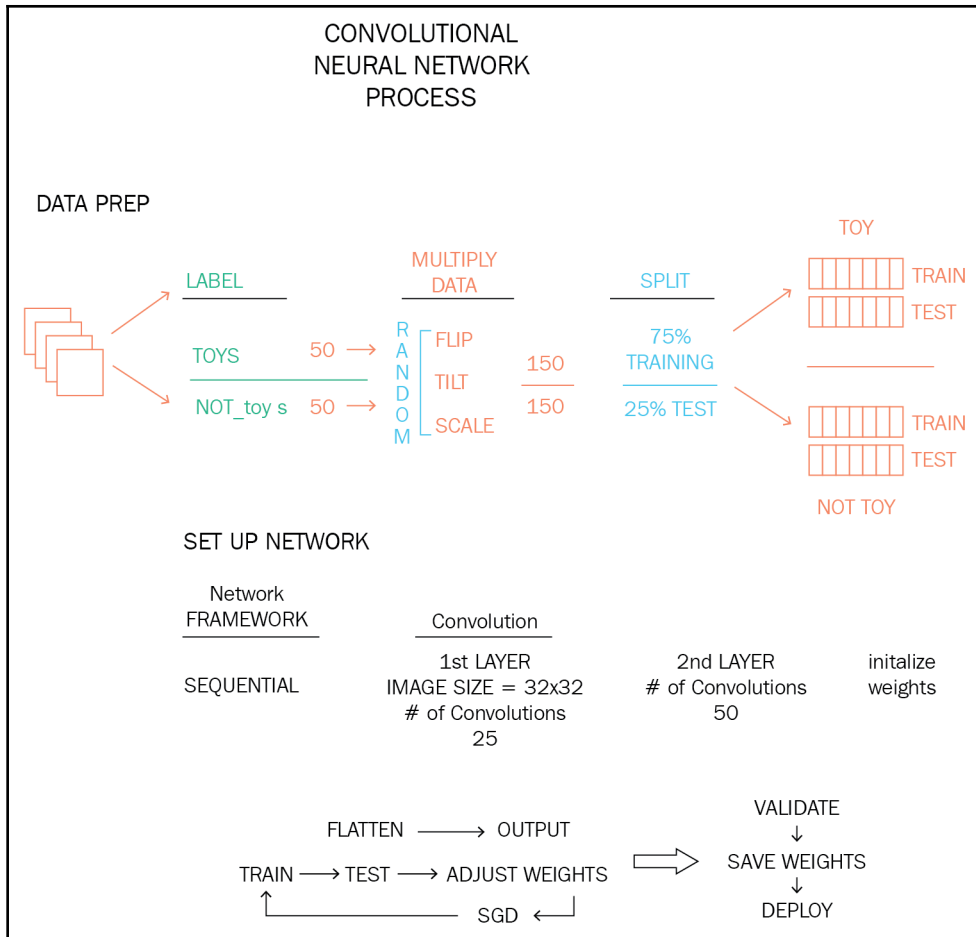 CONVOLUTIONAL
NEURAL NETWORK
PROCESS
DATA PREP
LABEL
TOYS
NOT_toy s
50
50
MULTIPLY
DATA
RANDOM
FLIP
TILT
SCALE
150
150
SPLIT
75%
TRAINING
25% TEST
TOY
TRAIN
TEST
TRAIN
TEST
NOT TOY
SET UP NETWORK
Network
FRAMEWORK
SEQUENTIAL
Convolution
1st LAYER
IMAGE SIZE = 32x32
# of Convolutions
25
2nd LAYER
# of Convolutions
50
initalize
weights
FLATTEN
OUTPUT
TRAIN
TEST
ADJUST WEIGHTS
SGD
VALIDATE
SAVE WEIGHTS
DEPLOY